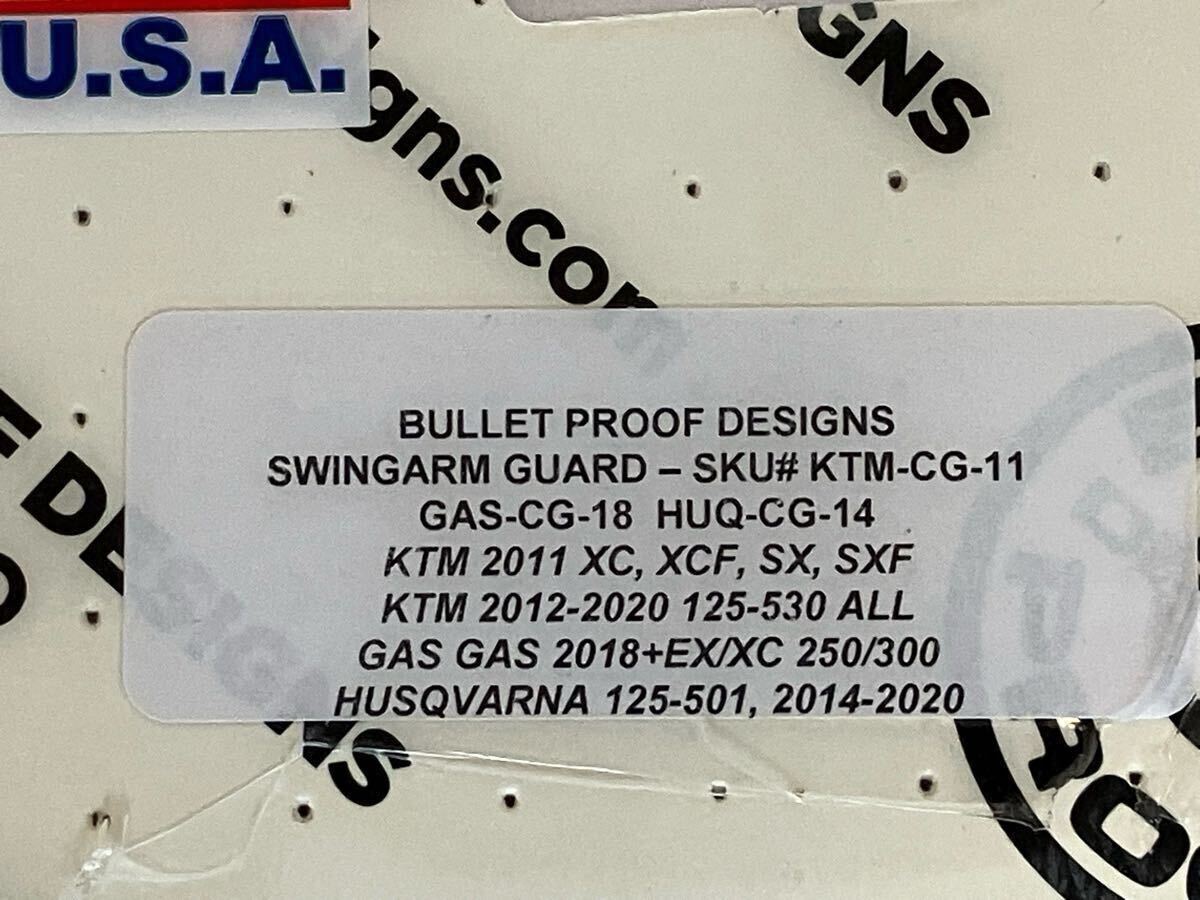 U.S.A.
igns.com
GNS
BULLET PROOF DESIGNS
SWINGARM GUARD – SKU# KTM-CG-11
GAS-CG-18 HUQ-CG-14
KTM 2011 XC, XCF, SX, SXF
KTM 2012-2020 125-530 ALL
GAS GAS 2018+EX/XC 250/300
HUSQVARNA 125-501, 2014-2020
F DESIGNS